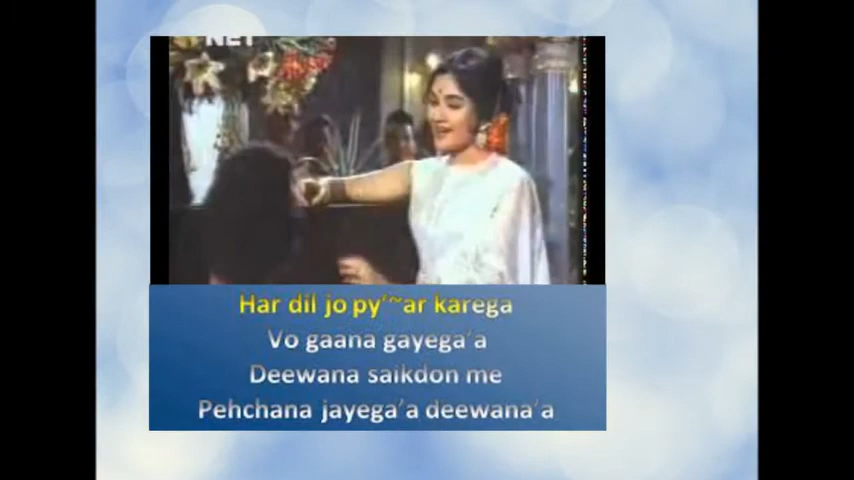 NET
Har dil jo py’~ar karega
Vo gaana gayega’a
Deewana saikdon me
Pehchana jayega’a deewana’a